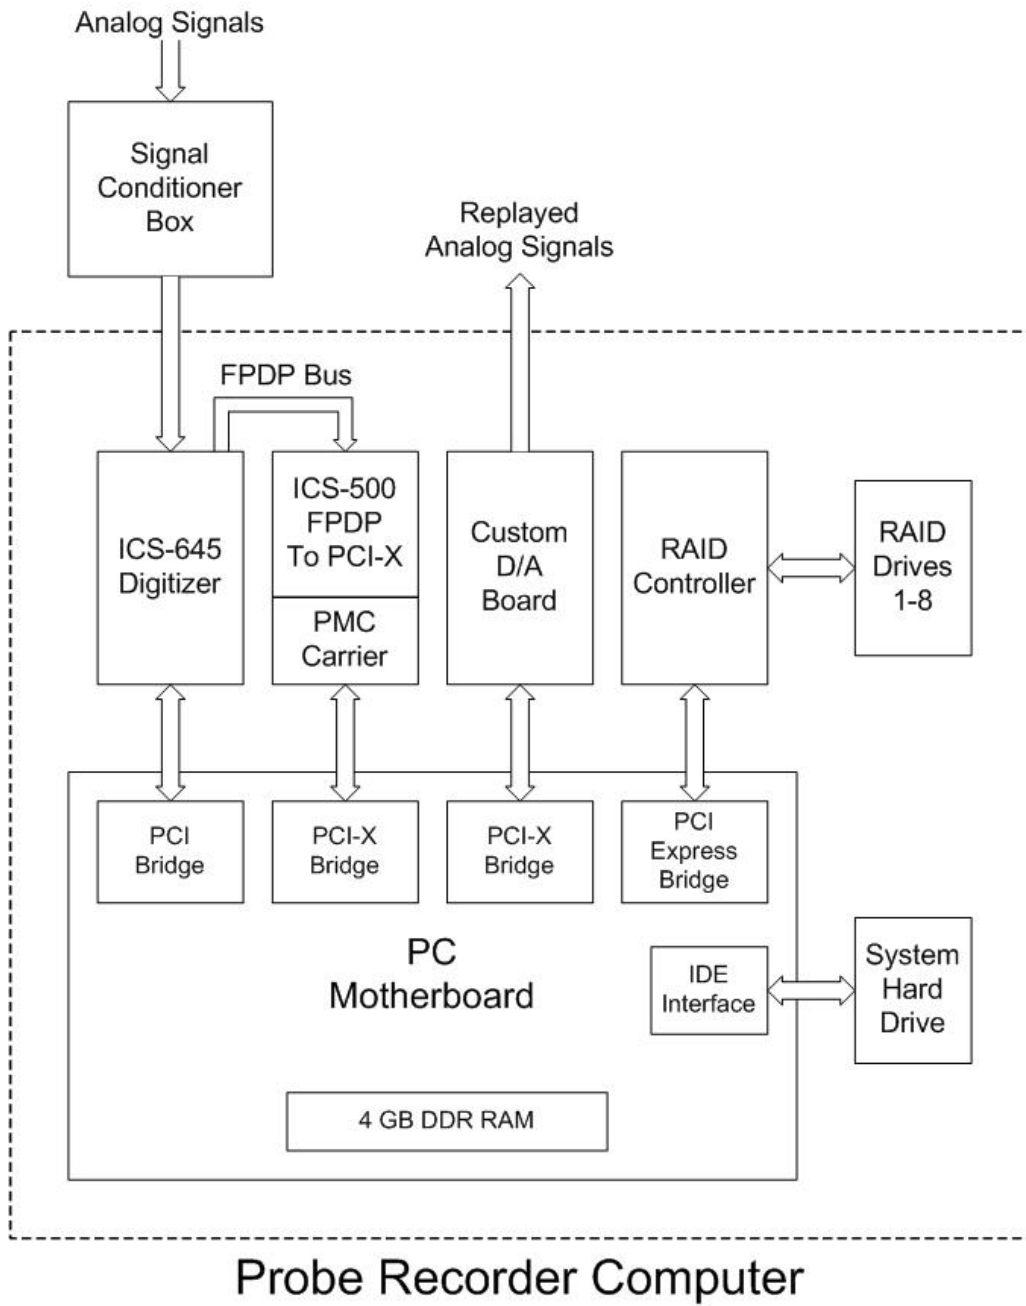 Analog Signals
Signal
Conditioner
Box
Replayed
Analog Signals
FPDP Bus
ICS-645
Digitizer
ICS-500
FPDP
To PCI-X
PMC
Carrier
Custom
D/A
Board
RAID
Controller
RAID
Drives
1-8
PCI
Bridge
PCI-X
Bridge
PCI-X
Bridge
PCI
Express
Bridge
PC
Motherboard
IDE
Interface
System
Hard
Drive
4 GB DDR RAM
Probe Recorder Computer